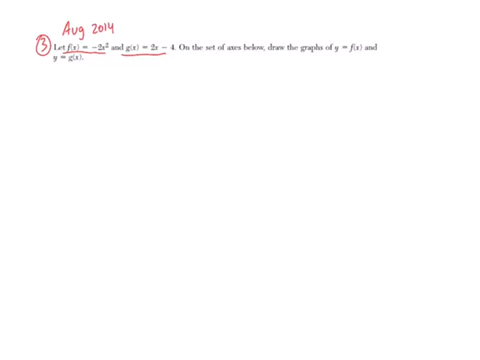 Aug 2014
③ Let f(x) = −2x² and g(x) = 2x − 4. On the set of axes below, draw the graphs of y = f(x) and
y = g(x).